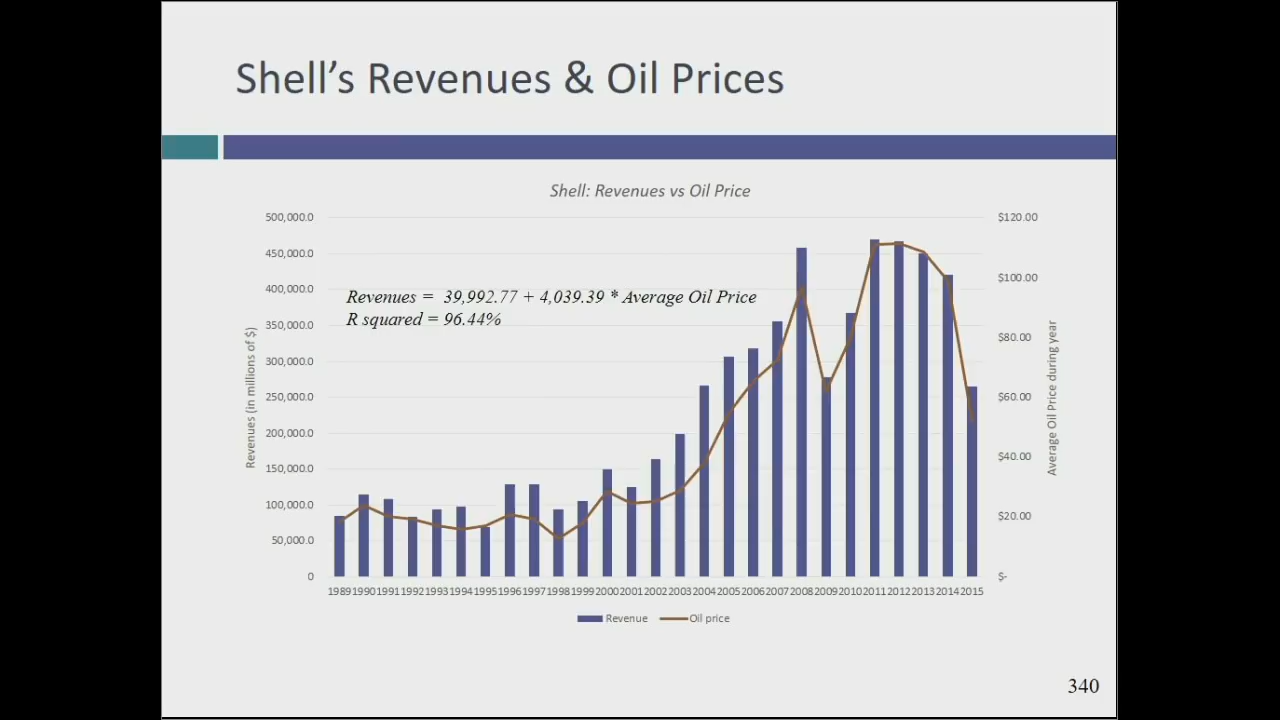 Shell’s Revenues & Oil Prices
Shell: Revenues vs Oil Price
500,000.0
450,000.0
400,000.0
350,000.0
300,000.0
250,000.0
200,000.0
150,000.0
100,000.0
50,000.0
0
Revenues (in millions of $)
Revenues = 39,992.77 + 4,039.39 * Average Oil Price
R squared = 96.44%
$120.00
$100.00
$80.00
$60.00
$40.00
$20.00
$-
Average Oil Price during year
1989 1990 1991 1992 1993 1994 1995 1996 1997 1998 1999 2000 2001 2002 2003 2004 2005 2006 2007 2008 2009 2010 2011 2012 2013 2014 2015
Revenue Oil price
340